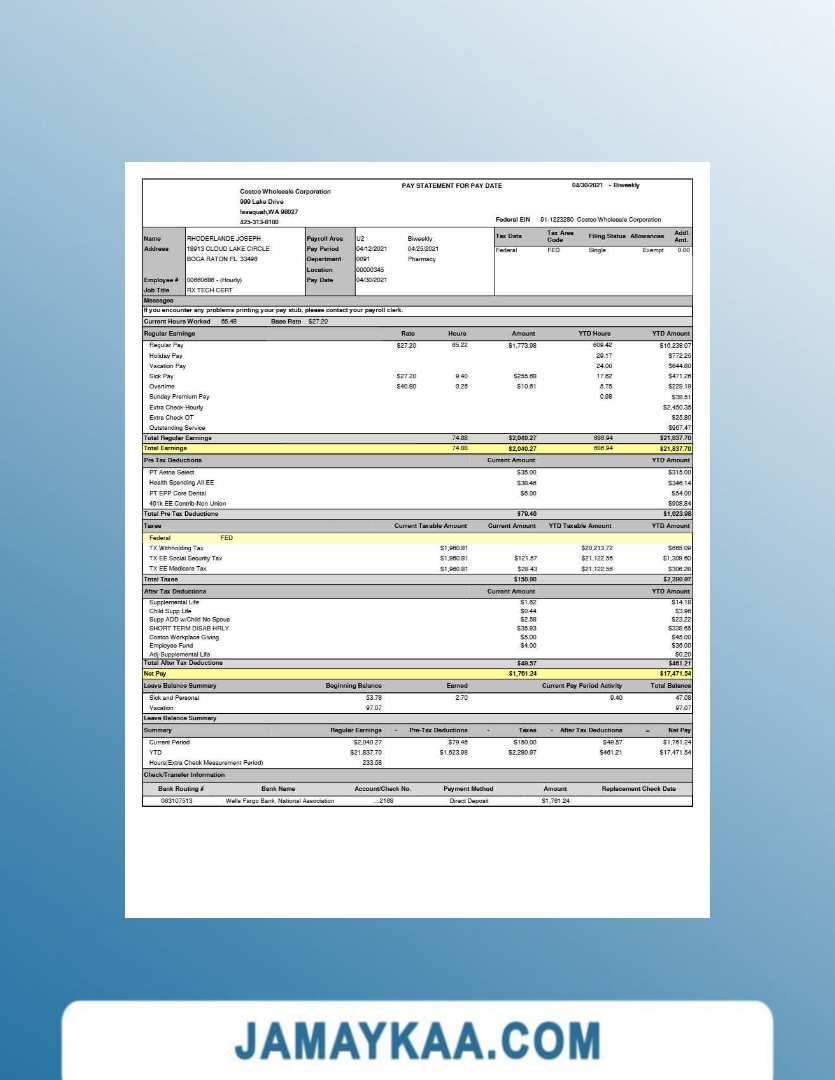 PAY STATEMENT FOR PAY DATE 04/30/2021 - Biweekly
Costco Wholesale Corporation
999 Lake Drive
Issaquah,WA 98027
425-313-8100
Federal EIN 91-1223280 Costco Wholesale Corporation
Name RHODERLANDE JOSEPH Payroll Area U2 Biweekly Tax Data Tax Area Code Filing Status Allowances Addl. Amt.
Address 18913 CLOUD LAKE CIRCLE Pay Period 04/12/2021 04/25/2021 Federal FED Single Exempt 0.00
BOCA RATON FL 33496 Department 0091 Pharmacy
Location 00000345
Employee # 00660686 - (Hourly) Pay Date 04/30/2021
Job Title RX TECH CERT
Messages
If you encounter any problems printing your pay stub, please contact your payroll clerk.
Current Hours Worked 65.48 Base Rate $27.20
Regular Earnings Rate Hours Amount YTD Hours YTD Amount
Regular Pay $27.20 65.22 $1,773.98 609.42 $16,238.07
Holiday Pay 29.17 $772.25
Vacation Pay 24.00 $644.60
Sick Pay $27.20 9.40 $255.68 17.62 $471.26
Overtime $40.80 0.26 $10.61 5.75 $229.19
Sunday Premium Pay 0.98 $38.51
Extra Check-Hourly
Extra Check OT $25.80
Outstanding Service $967.47
Total Regular Earnings 74.88 $2,040.27 686.94 $21,837.70
Total Earnings 74.88 $2,040.27 686.94 $21,837.70
Pre Tax Deductions Current Amount YTD Amount
PT Aetna Select $35.00 $315.00
Health Spending All EE $38.46 $346.14
PT EPP Core Dental $6.00 $54.00
401k EE Contrib-Non Union $908.84
Total Pre Tax Deductions $79.46 $1,623.98
Taxes Current Taxable Amount Current Amount YTD Taxable Amount YTD Amount
Federal FED
TX Withholding Tax $1,960.81 $20,213.72 $665.09
TX EE Social Security Tax $1,960.81 $121.57 $21,122.56 $1,309.60
TX EE Medicare Tax $1,960.81 $28.43 $21,122.56 $306.28
Total Taxes $150.00 $2,280.97
After Tax Deductions Current Amount YTD Amount
Supplemental Life $1.62 $14.18
Child Supp Life $0.44 $3.96
Supp ADD w/Child No Spous $2.58 $23.22
SHORT TERM DISAB HRLY $35.93 $338.65
Costco Workplace Giving $5.00 $45.00
Employee Fund $4.00 $36.00
Adj Supplemental Life $0.20
Total After Tax Deductions $49.57 $461.21
Net Pay $1,761.24 $17,471.54
Leave Balance Summary Beginning Balance Earned Current Pay Period Activity Total Balance
Sick and Personal 53.78 2.70 9.40 47.08
Vacation 97.07 97.07
Leave Balance Summary
Summary Regular Earnings - Pre-Tax Deductions - Taxes - After Tax Deductions = Net Pay
Current Period $2,040.27 $79.46 $150.00 $49.57 $1,761.24
YTD $21,837.70 $1,623.98 $2,280.97 $461.21 $17,471.54
Hours(Extra Check Measurement Period) 233.58
Check/Transfer Information
Bank Routing # Bank Name Account/Check No. Payment Method Amount Replacement Check Date
063107513 Wells Fargo Bank, National Association ...2168 Direct Deposit $1,761.24
JAMAYKAA.COM